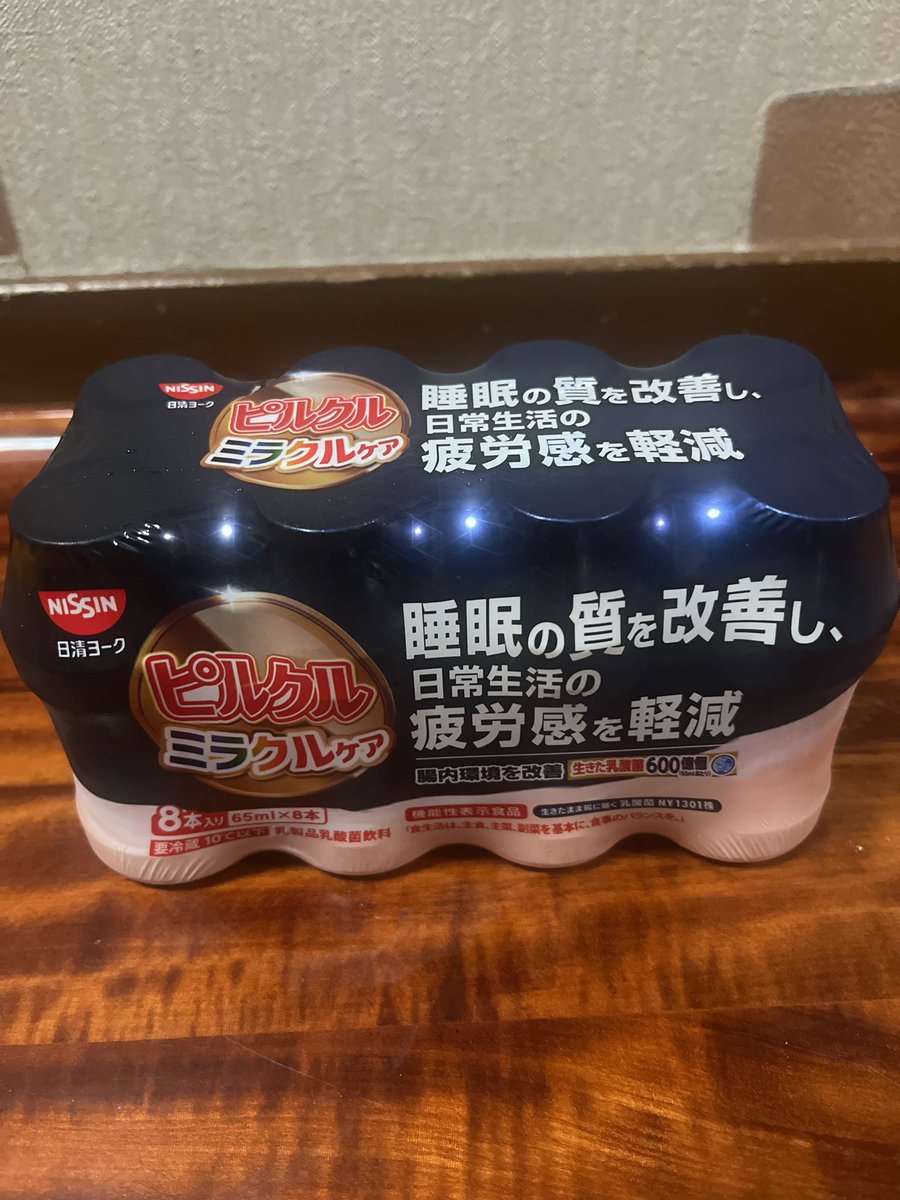 NISSIN
日清ヨーク
ピルクル
ミラクルケア
睡眠の質を改善し、
日常生活の
疲労感を軽減
NISSIN
日清ヨーク
ピルクル
ミラクルケア
睡眠の質を改善し、
日常生活の
疲労感を軽減
腸内環境を改善 生きた乳酸菌600億個
8本入り 65ml×8本
要冷蔵10℃以下 乳製品乳酸菌飲料
機能性表示食品 生きたまま腸に届く 乳酸菌 NY1301株
「食生活は、主食、主菜、副菜を基本に、食事のバランスを。」